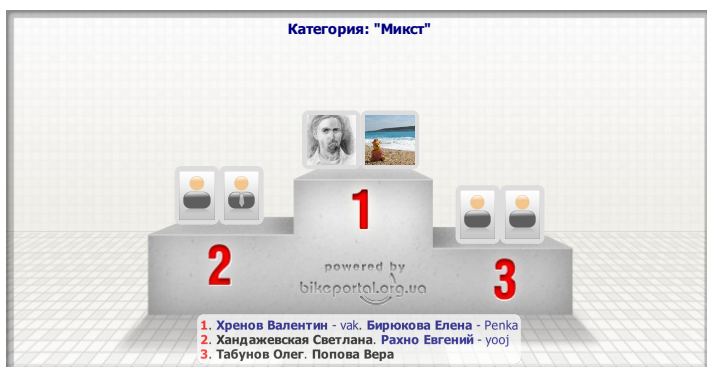 Категория: "Микст"
1
2
3
powered by
bikeportal.org.ua
1. Хренов Валентин - vak. Бирюкова Елена - Penka
2. Хандажевская Светлана. Рахно Евгений - yooj
3. Табунов Олег. Попова Вера